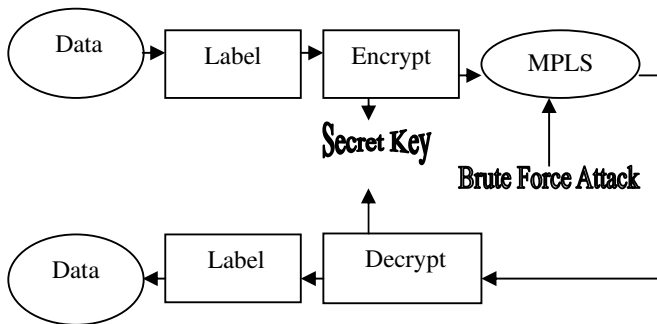 Data
Label
Encrypt
MPLS
Secret Key
Brute Force Attack
Data
Label
Decrypt